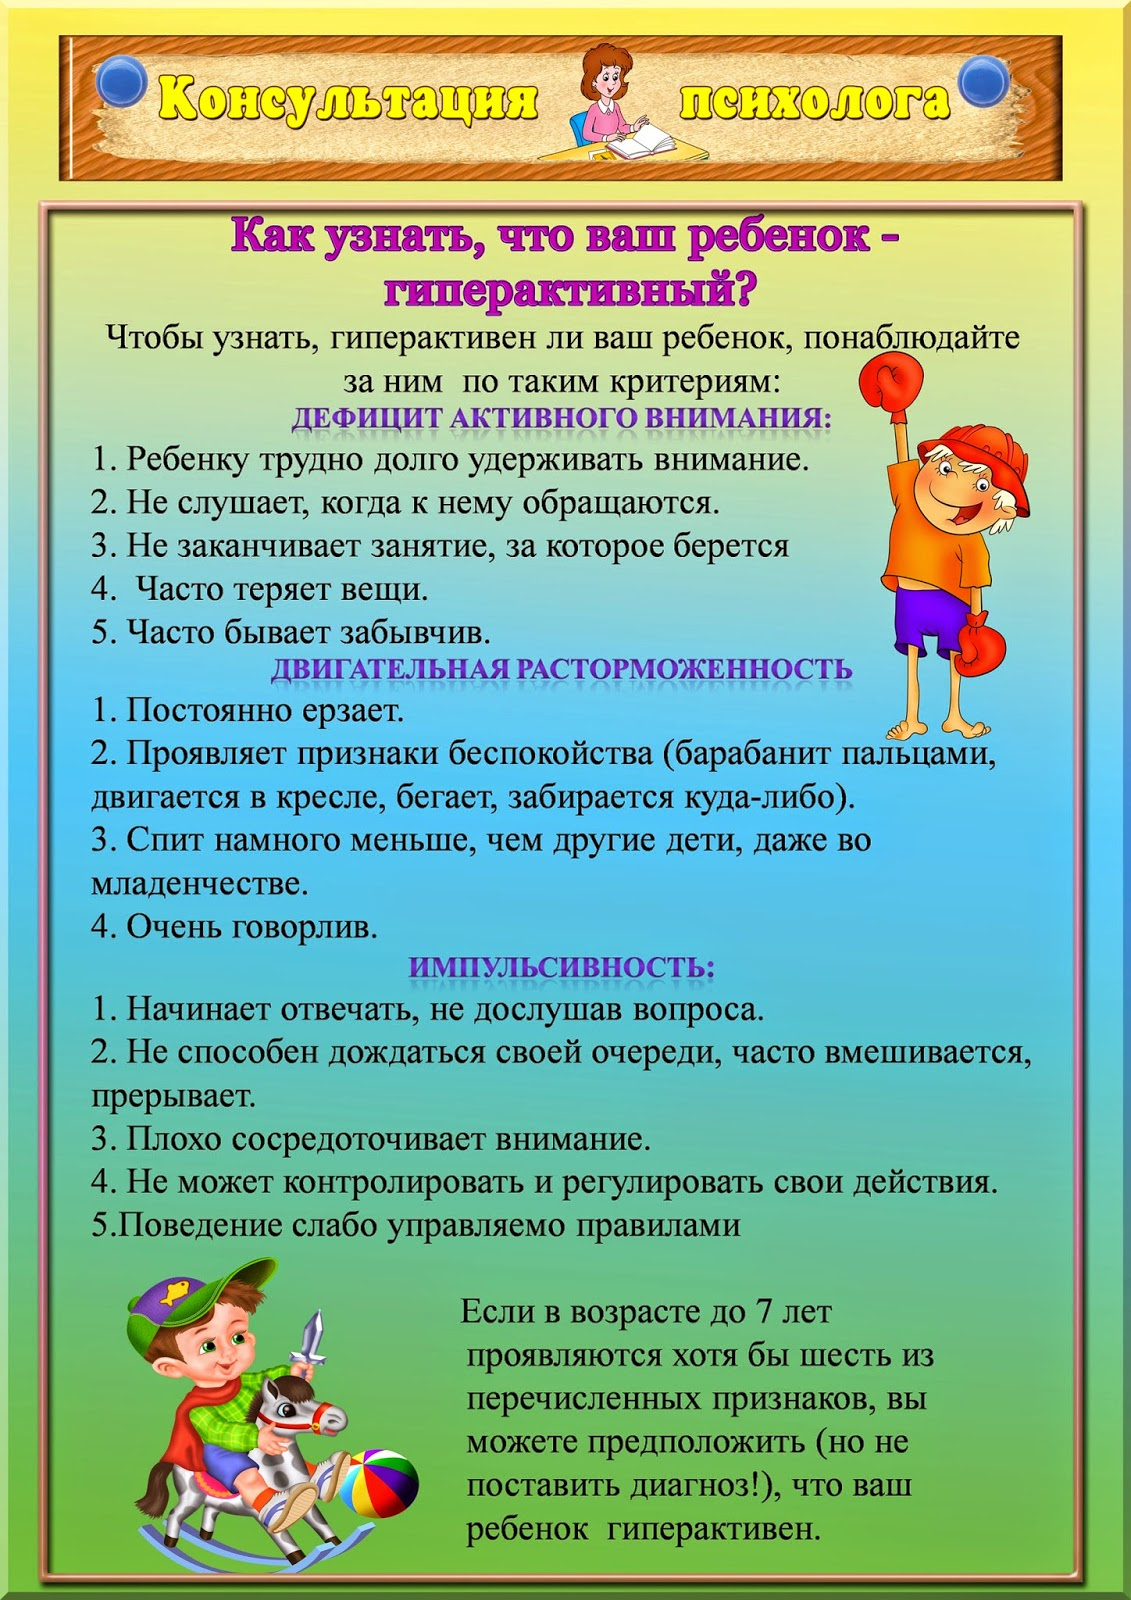 Консультация психолога
Как узнать, что ваш ребенок -
гиперактивный?
Чтобы узнать, гиперактивен ли ваш ребенок, понаблюдайте
за ним по таким критериям:
ДЕФИЦИТ АКТИВНОГО ВНИМАНИЯ:
1. Ребенку трудно долго удерживать внимание.
2. Не слушает, когда к нему обращаются.
3. Не заканчивает занятие, за которое берется
4. Часто теряет вещи.
5. Часто бывает забывчив.
ДВИГАТЕЛЬНАЯ РАСТОРМОЖЕННОСТЬ
1. Постоянно ерзает.
2. Проявляет признаки беспокойства (барабанит пальцами,
двигается в кресле, бегает, забирается куда-либо).
3. Спит намного меньше, чем другие дети, даже во
младенчестве.
4. Очень говорлив.
ИМПУЛЬСИВНОСТЬ:
1. Начинает отвечать, не дослушав вопроса.
2. Не способен дождаться своей очереди, часто вмешивается,
прерывает.
3. Плохо сосредоточивает внимание.
4. Не может контролировать и регулировать свои действия.
5.Поведение слабо управляемо правилами
Если в возрасте до 7 лет
проявляются хотя бы шесть из
перечисленных признаков, вы
можете предположить (но не
поставить диагноз!), что ваш
ребенок гиперактивен.